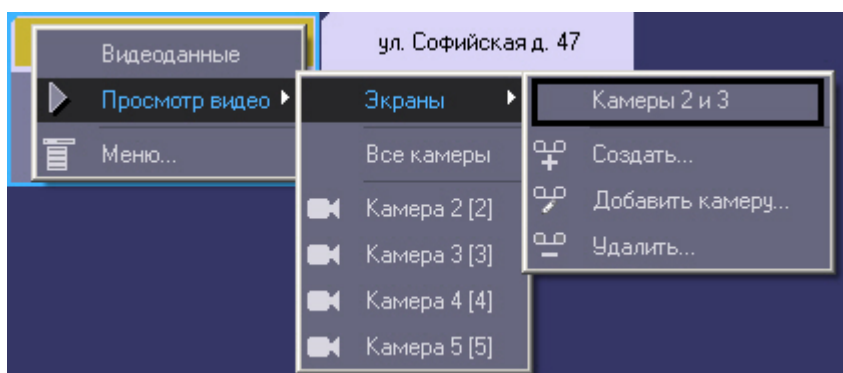 Видеоданные
Просмотр видео
Меню...
ул. Софийская д. 47
Экраны
Все камеры
Камера 2 [2]
Камера 3 [3]
Камера 4 [4]
Камера 5 [5]
Камеры 2 и 3
Создать...
Добавить камеру...
Удалить...